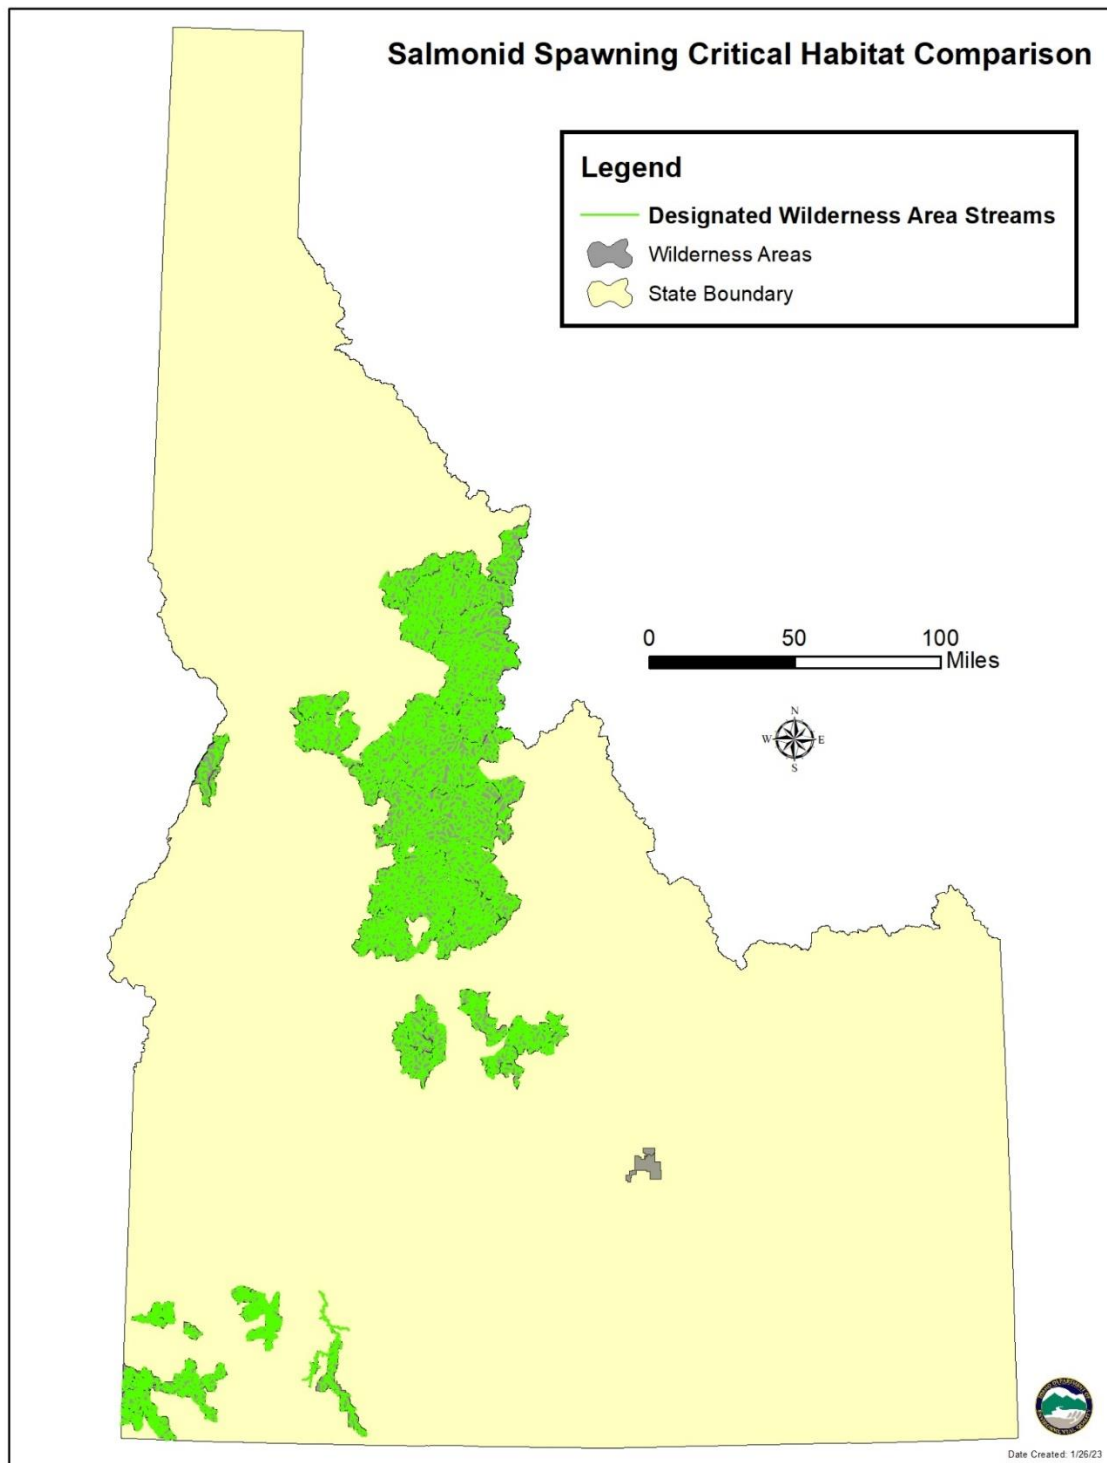 Salmonid Spawning Critical Habitat Comparison
Legend
Designated Wilderness Area Streams
Wilderness Areas
State Boundary
0 50 100
Miles
N
W E
S
Date Created: 1/26/23